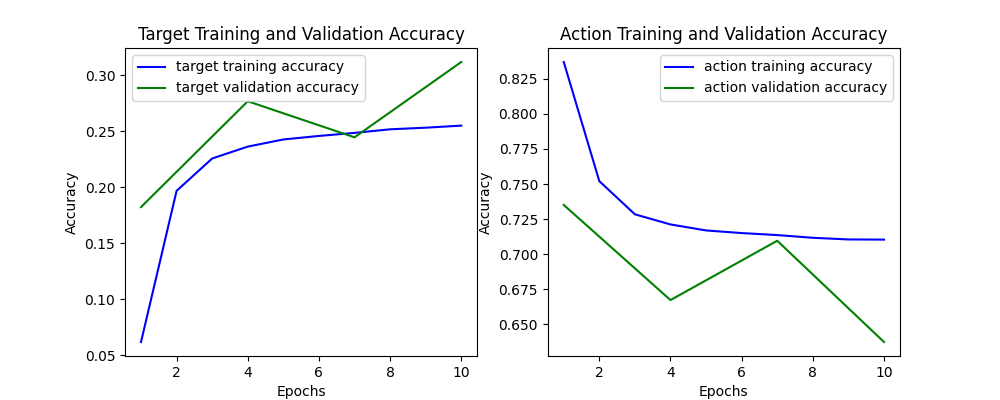 Target Training and Validation Accuracy
target training accuracy
target validation accuracy
Accuracy
0.30
0.25
0.20
0.15
0.10
0.05
2
4
6
8
10
Epochs
Action Training and Validation Accuracy
action training accuracy
action validation accuracy
Accuracy
0.825
0.800
0.775
0.750
0.725
0.700
0.675
0.650
2
4
6
8
10
Epochs